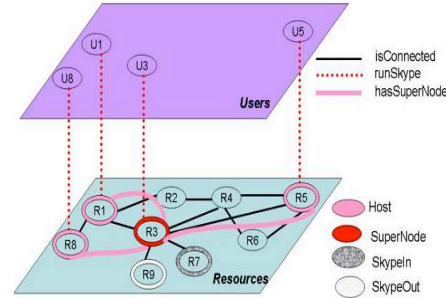 U1
U5
U3
U8
Users
isConnected
runSkype
hasSuperNode
R2
R4
R1
R5
R3
R8
R6
R7
R9
Resources
Host
SuperNode
SkypeIn
SkypeOut